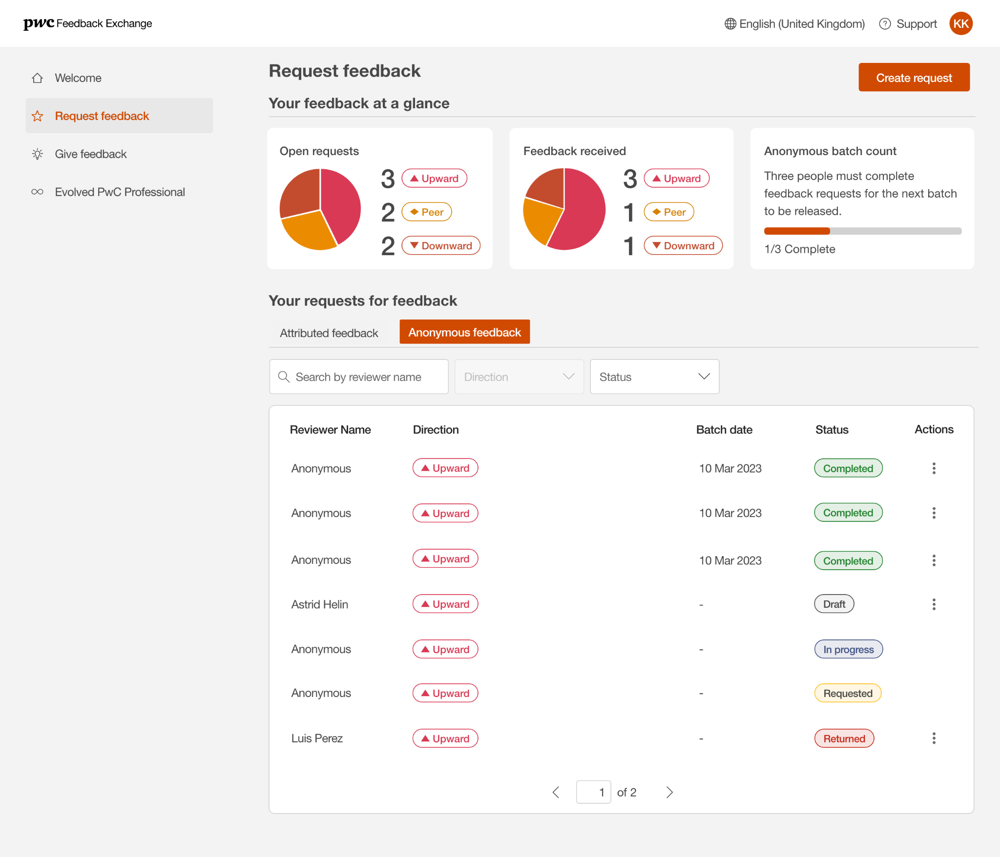 pwc Feedback Exchange
English (United Kingdom)
? Support
KK
Welcome
Request feedback
Give feedback
Evolved PwC Professional
Request feedback
Create request
Your feedback at a glance
Open requests
3 Upward
2 Peer
2 Downward
Feedback received
3 Upward
1 Peer
1 Downward
Anonymous batch count
Three people must complete
feedback requests for the next batch
to be released.
1/3 Complete
Your requests for feedback
Attributed feedback
Anonymous feedback
Search by reviewer name
Direction
Status
Reviewer Name Direction Batch date Status Actions
Anonymous Upward 10 Mar 2023 Completed
Anonymous Upward 10 Mar 2023 Completed
Anonymous Upward 10 Mar 2023 Completed
Astrid Helin Upward - Draft
Anonymous Upward - In progress
Anonymous Upward - Requested
Luis Perez Upward - Returned
1 of 2